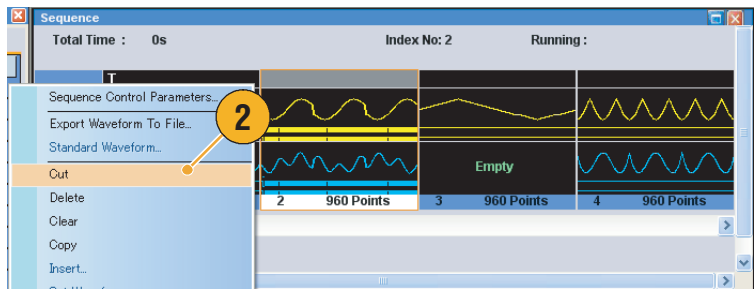 Sequence
Total Time : 0s Index No: 2 Running :
T
Sequence Control Parameters...
Export Waveform To File...
2
Standard Waveform...
Cut
Empty
Delete
2 960 Points 3 960 Points 4 960 Points
Clear
Copy
Insert...